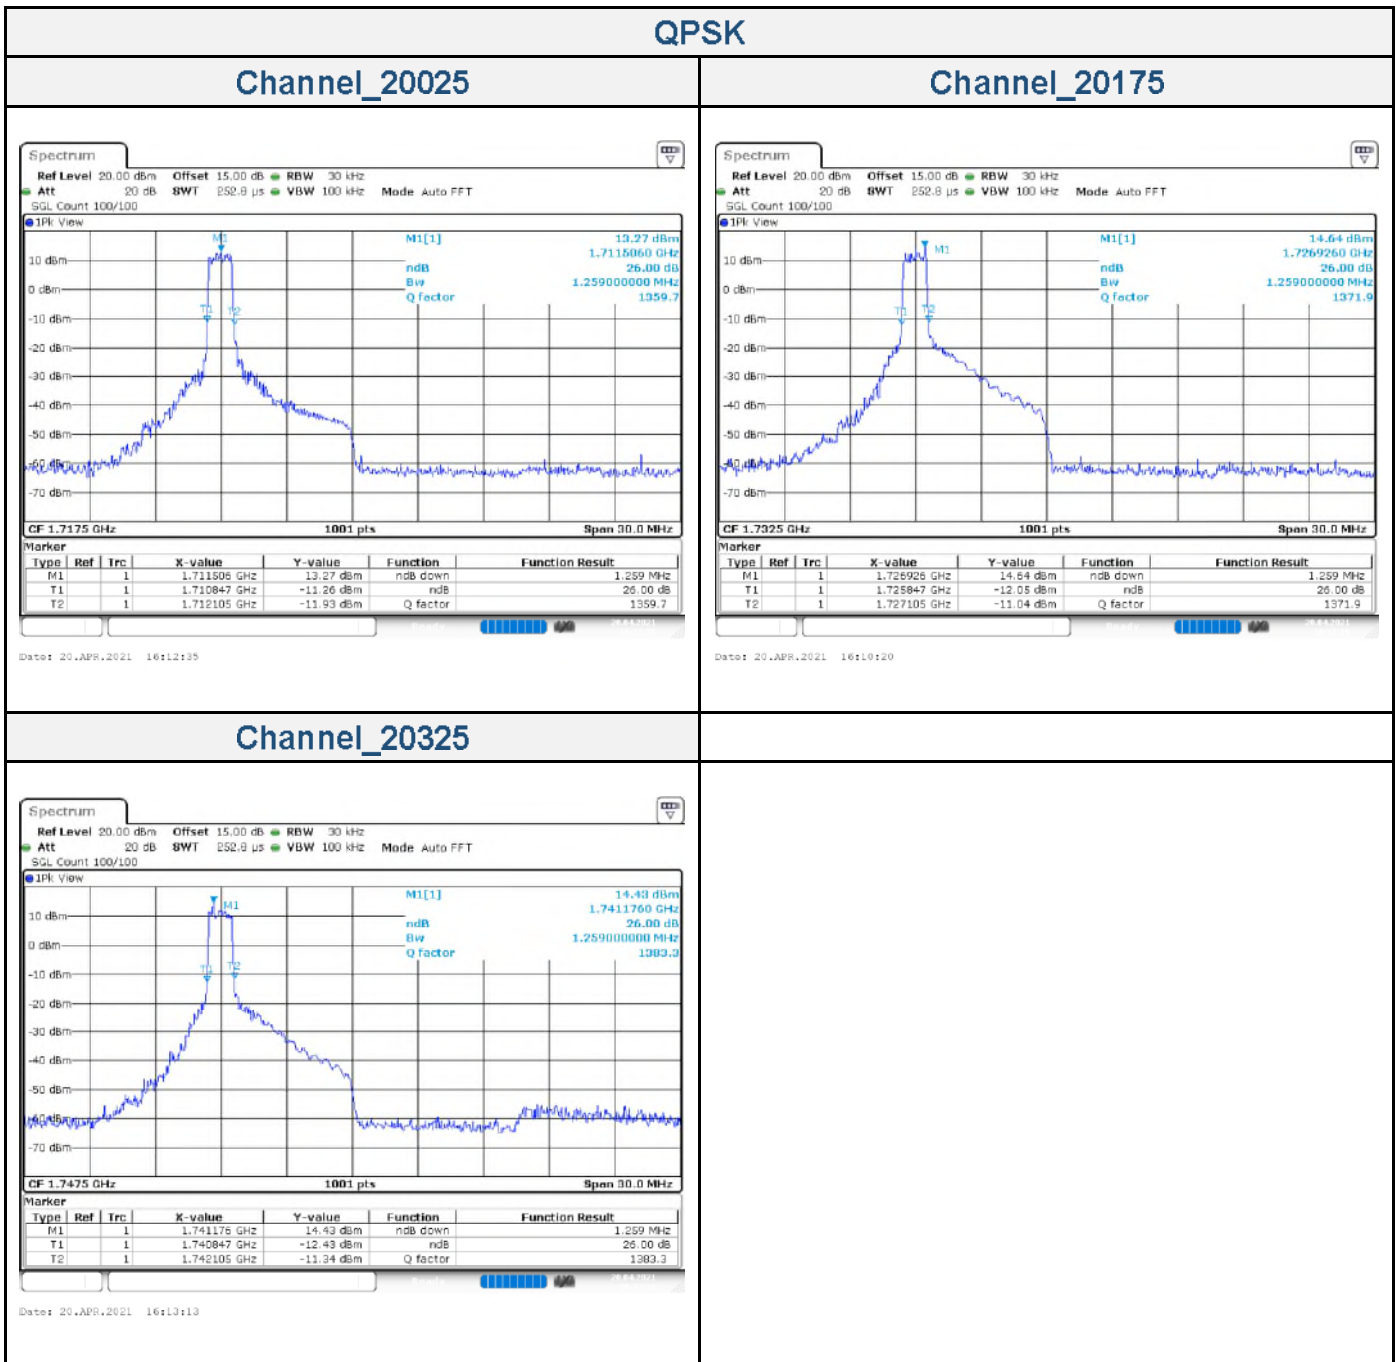 QPSK
Channel_20025
Channel_20175
Spectrum
Ref Level 20.00 dBm Offset 15.00 dB RBW 30 kHz
Att 20 dB SWT 252.8 µs VBW 100 kHz Mode Auto FFT
SGL Count 100/100
1Pk View
M1[1] 13.27 dBm
1.7115060 GHz
ndB 26.00 dB
Bw 1.259000000 MHz
Q factor 1359.7
M1
T1
T2
10 dBm
0 dBm
-10 dBm
-20 dBm
-30 dBm
-40 dBm
-50 dBm
-60 dBm
-70 dBm
CF 1.7175 GHz 1001 pts Span 30.0 MHz
Marker
Type Ref Trc X-value Y-value Function Function Result
M1 1 1.711506 GHz 13.27 dBm ndB down 1.259 MHz
T1 1 1.710847 GHz -11.26 dBm ndB 26.00 dB
T2 1 1.712105 GHz -11.93 dBm Q factor 1359.7
Date: 20.APR.2021 16:12:35
Spectrum
Ref Level 20.00 dBm Offset 15.00 dB RBW 30 kHz
Att 20 dB SWT 252.8 µs VBW 100 kHz Mode Auto FFT
SGL Count 100/100
1Pk View
M1[1] 14.64 dBm
1.7269260 GHz
ndB 26.00 dB
Bw 1.259000000 MHz
Q factor 1371.9
M1
T1
T2
10 dBm
0 dBm
-10 dBm
-20 dBm
-30 dBm
-40 dBm
-50 dBm
-60 dBm
-70 dBm
CF 1.7325 GHz 1001 pts Span 30.0 MHz
Marker
Type Ref Trc X-value Y-value Function Function Result
M1 1 1.726926 GHz 14.64 dBm ndB down 1.259 MHz
T1 1 1.725847 GHz -12.05 dBm ndB 26.00 dB
T2 1 1.727105 GHz -11.04 dBm Q factor 1371.9
Date: 20.APR.2021 16:10:20
Channel_20325
Spectrum
Ref Level 20.00 dBm Offset 15.00 dB RBW 30 kHz
Att 20 dB SWT 252.8 µs VBW 100 kHz Mode Auto FFT
SGL Count 100/100
1Pk View
M1[1] 14.43 dBm
1.7411760 GHz
ndB 26.00 dB
Bw 1.259000000 MHz
Q factor 1383.3
M1
T1
T2
10 dBm
0 dBm
-10 dBm
-20 dBm
-30 dBm
-40 dBm
-50 dBm
-60 dBm
-70 dBm
CF 1.7475 GHz 1001 pts Span 30.0 MHz
Marker
Type Ref Trc X-value Y-value Function Function Result
M1 1 1.741176 GHz 14.43 dBm ndB down 1.259 MHz
T1 1 1.740847 GHz -12.43 dBm ndB 26.00 dB
T2 1 1.742105 GHz -11.34 dBm Q factor 1383.3
Date: 20.APR.2021 16:13:13